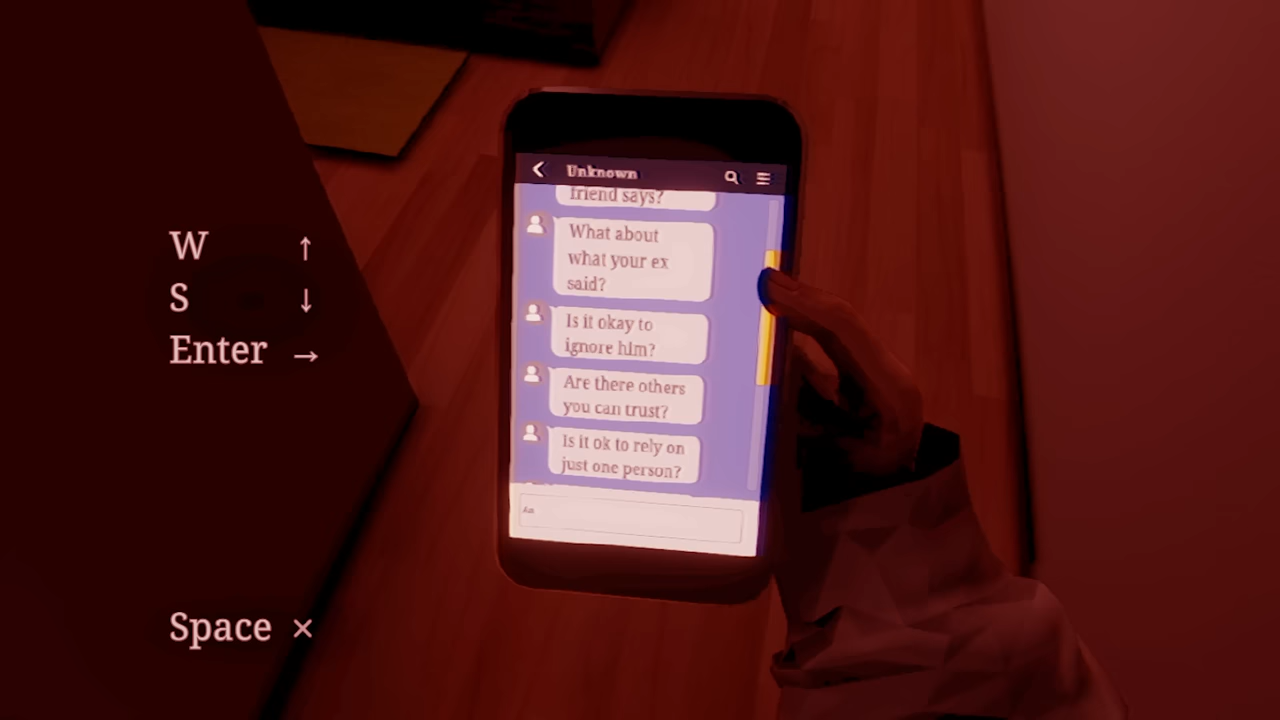 Unknown
friend says?
What about
what your ex
said?
Is it okay to
ignore him?
Are there others
you can trust?
Is it ok to rely on
just one person?
W ↑
S ↓
Enter →
Space ×